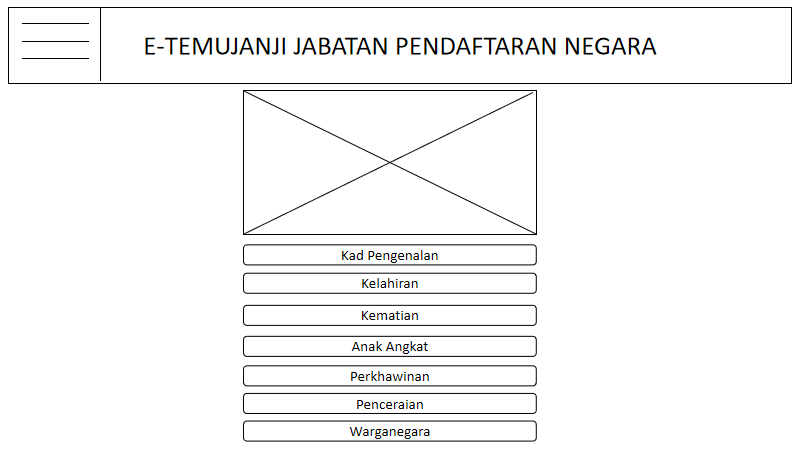 E-TEMUJANJI JABATAN PENDAFTARAN NEGARA
Kad Pengenalan
Kelahiran
Kematian
Anak Angkat
Perkhawinan
Penceraian
Warganegara